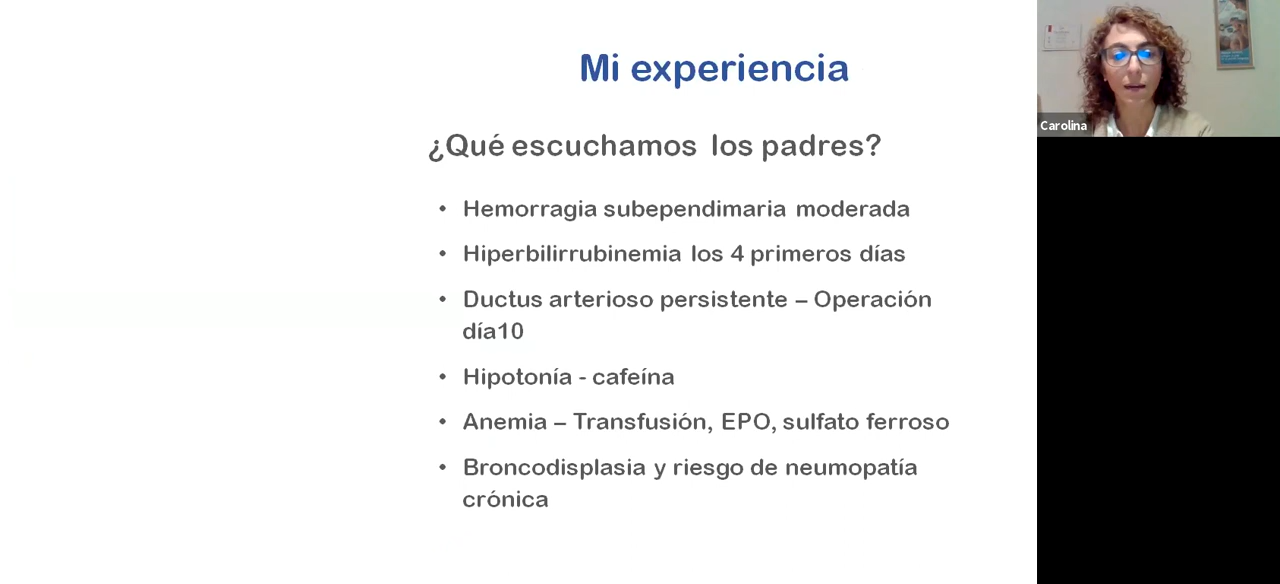 Mi experiencia
¿Qué escuchamos los padres?
• Hemorragia subependimaria moderada
• Hiperbilirrubinemia los 4 primeros días
• Ductus arterioso persistente – Operación
día10
• Hipotonía - cafeína
• Anemia – Transfusión, EPO, sulfato ferroso
• Broncodisplasia y riesgo de neumopatía
crónica
Carolina